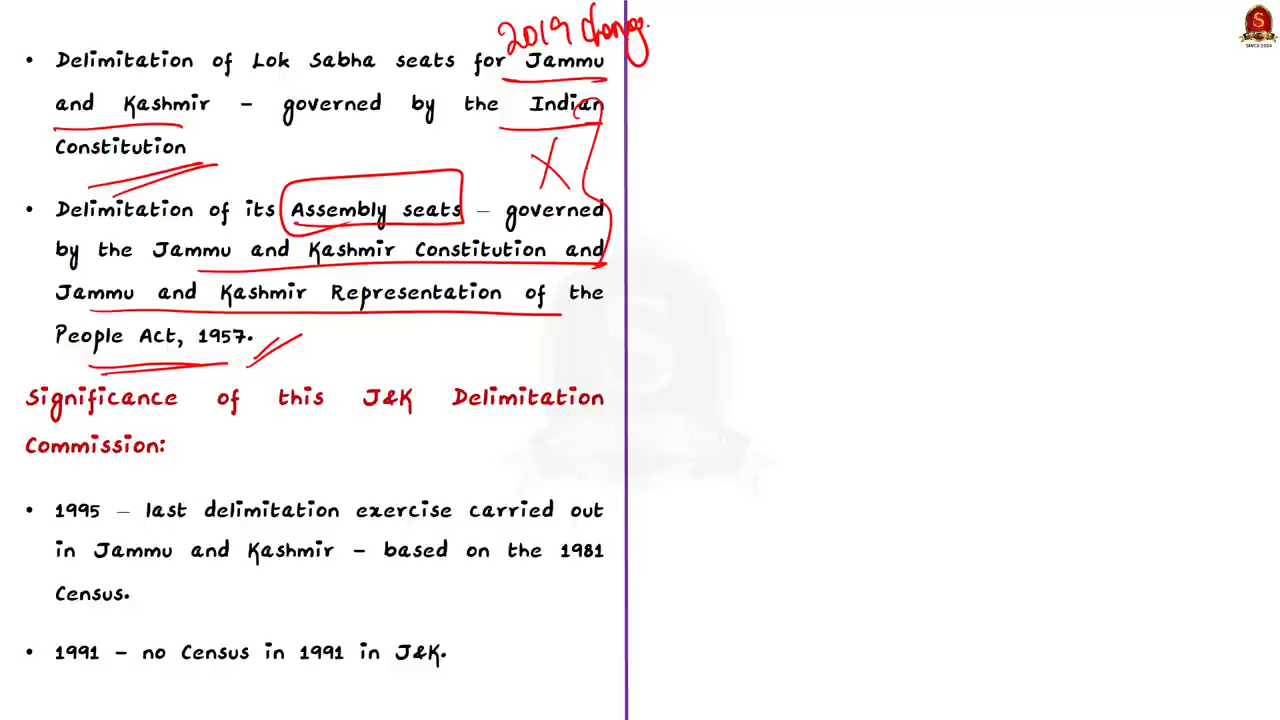 2019 Change
• Delimitation of Lok Sabha seats for Jammu
and Kashmir – governed by the Indian
Constitution
• Delimitation of its Assembly seats – governed
by the Jammu and Kashmir Constitution and
Jammu and Kashmir Representation of the
People Act, 1957.
Significance of this J&K Delimitation
Commission:
• 1995 – last delimitation exercise carried out
in Jammu and Kashmir – based on the 1981
Census.
• 1991 – no Census in 1991 in J&K.
S
SINCE 2004
S